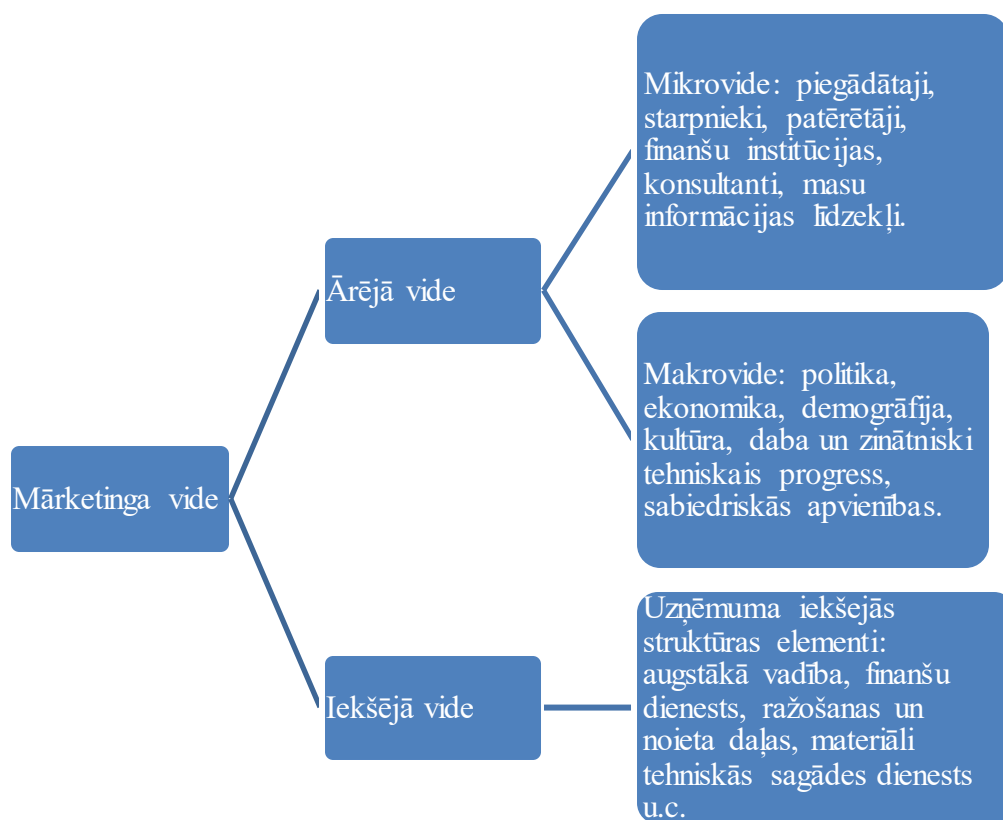 Mikrovide: piegādātaji,
starpnieki, patērētāji,
finanšu institūcijas,
konsultanti, masu
informācijas līdzekļi.
Ārējā vide
Makrovide: politika,
ekonomika, demogrāfija,
kultūra, daba un zinātniski
tehniskais progress,
sabiedriskās apvienības.
Mārketinga vide
Uzņēmuma iekšejās
struktūras elementi:
augstākā vadība, finanšu
dienests, ražošanas un
noieta daļas, materiāli
tehniskās sagādes dienests
u.c.
Iekšējā vide